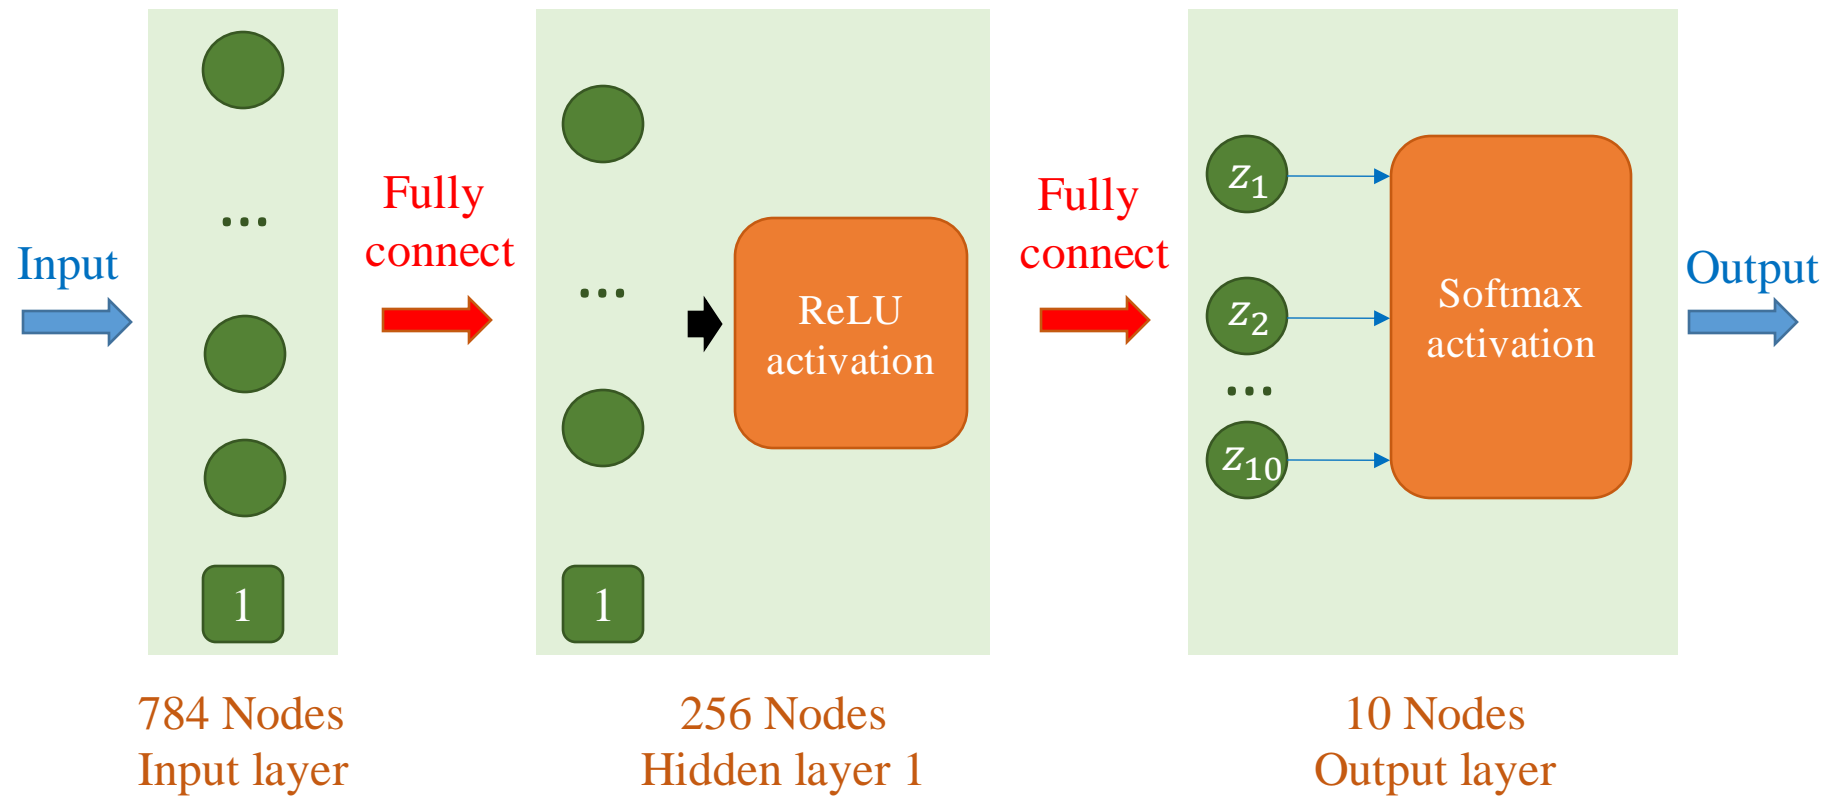 Input
...
1
784 Nodes
Input layer
Fully
connect
...
1
ReLU
activation
256 Nodes
Hidden layer 1
Fully
connect
z₁
z₂
...
z₁₀
Softmax
activation
10 Nodes
Output layer
Output